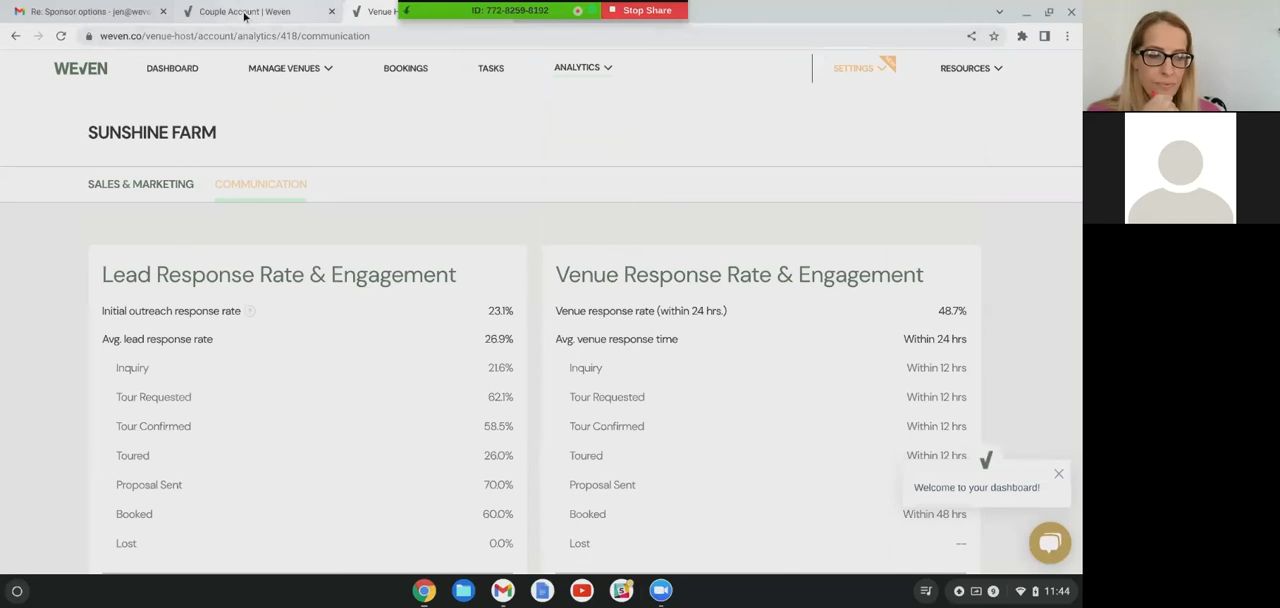 Re: Sponsor options - jen@weve
Couple Account | Weven
Venue H
ID: 772-8259-8192
Stop Share
weven.co/venue-host/account/analytics/418/communication
WEVEN
DASHBOARD
MANAGE VENUES
BOOKINGS
TASKS
ANALYTICS
SETTINGS
RESOURCES
SUNSHINE FARM
SALES & MARKETING
COMMUNICATION
Lead Response Rate & Engagement
Initial outreach response rate ? 23.1%
Avg. lead response rate 26.9%
Inquiry 21.6%
Tour Requested 62.1%
Tour Confirmed 58.5%
Toured 26.0%
Proposal Sent 70.0%
Booked 60.0%
Lost 0.0%
Venue Response Rate & Engagement
Venue response rate (within 24 hrs.) 48.7%
Avg. venue response time Within 24 hrs
Inquiry Within 12 hrs
Tour Requested Within 12 hrs
Tour Confirmed Within 12 hrs
Toured Within 12 hrs
Proposal Sent
Booked Within 48 hrs
Lost --
Welcome to your dashboard!
11:44